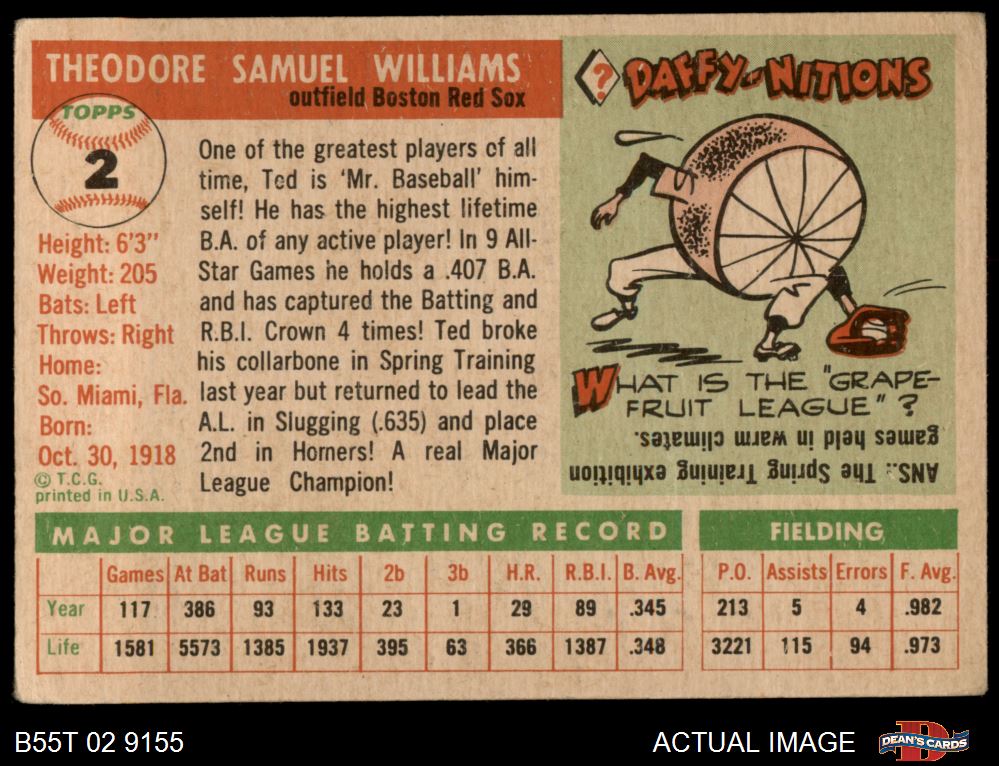 THEODORE SAMUEL WILLIAMS
outfield Boston Red Sox
TOPPS
2
Height: 6'3"
Weight: 205
Bats: Left
Throws: Right
Home:
So. Miami, Fla.
Born:
Oct. 30, 1918
© T.C.G.
printed in U.S.A.
One of the greatest players of all
time, Ted is 'Mr. Baseball' him-
self! He has the highest lifetime
B.A. of any active player! In 9 All-
Star Games he holds a .407 B.A.
and has captured the Batting and
R.B.I. Crown 4 times! Ted broke
his collarbone in Spring Training
last year but returned to lead the
A.L. in Slugging (.635) and place
2nd in Homers! A real Major
League Champion!
? DAFFY-NITIONS
WHAT IS THE "GRAPE-
FRUIT LEAGUE"?
ANS.: The Spring Training exhibition
games held in warm climates.
MAJOR LEAGUE BATTING RECORD
Games At Bat Runs Hits 2b 3b H.R. R.B.I. B. Avg.
Year 117 386 93 133 23 1 29 89 .345
Life 1581 5573 1385 1937 395 63 366 1387 .348
FIELDING
P.O. Assists Errors F. Avg.
213 5 4 .982
3221 115 94 .973
B55T 02 9155
ACTUAL IMAGE
D
DEAN'S CARDS